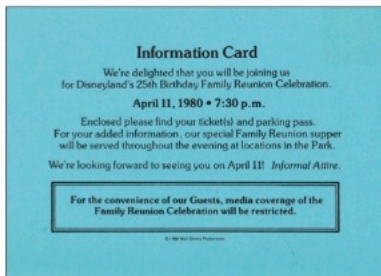 Information Card
We're delighted that you will be joining us
for Disneyland's 25th Birthday Family Reunion Celebration.
April 11, 1980 • 7:30 p.m.
Enclosed please find your ticket(s) and parking pass.
For your added information, our special Family Reunion supper
will be served throughout the evening at locations in the Park.
We're looking forward to seeing you on April 11! Informal Attire.
For the convenience of our Guests, media coverage of the
Family Reunion Celebration will be restricted.
© 1980 Walt Disney Productions